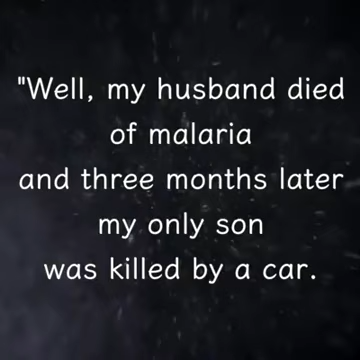 "Well, my husband died
of malaria
and three months later
my only son
was killed by a car.